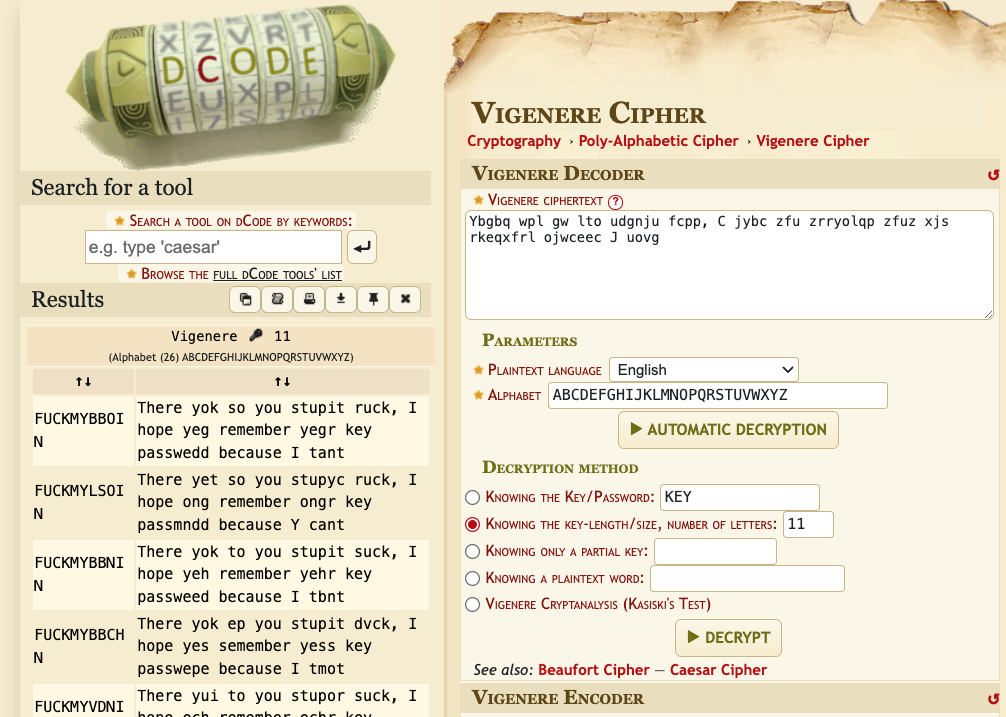 X Z V R T
D C O D E
E U X P L
Search for a tool
★ Search a tool on dCode by keywords:
e.g. type 'caesar'
★ Browse the full dCode tools' list
Results
Vigenere 🔑 11
(Alphabet (26) ABCDEFGHIJKLMNOPQRSTUVWXYZ)
↑↓ ↑↓
FUCKMYBBOI
N
There yok so you stupit ruck, I
hope yeg remember yegr key
passwedd because I tant
FUCKMYLSOI
N
There yet so you stupyc ruck, I
hope ong remember ongr key
passmndd because Y cant
FUCKMYBBNI
N
There yok to you stupit suck, I
hope yeh remember yehr key
passweed because I tbnt
FUCKMYBBCH
N
There yok ep you stupit dvck, I
hope yes semember yess key
passwepe because I tmot
FUCKMYVDNI
There yui to you stupor suck, I
hope och remember ochr key
Vigenere Cipher
Cryptography › Poly-Alphabetic Cipher › Vigenere Cipher
Vigenere Decoder
★ Vigenere ciphertext ?
Ybgbq wpl gw lto udgnju fcpp, C jybc zfu zrryolqp zfuz xjs
rkeqxfrl ojwceec J uovg
Parameters
★ Plaintext language English
★ Alphabet ABCDEFGHIJKLMNOPQRSTUVWXYZ
▶ AUTOMATIC DECRYPTION
Decryption method
Knowing the Key/Password: KEY
Knowing the key-length/size, number of letters: 11
Knowing only a partial key:
Knowing a plaintext word:
Vigenere Cryptanalysis (Kasiski's Test)
▶ DECRYPT
See also: Beaufort Cipher — Caesar Cipher
Vigenere Encoder